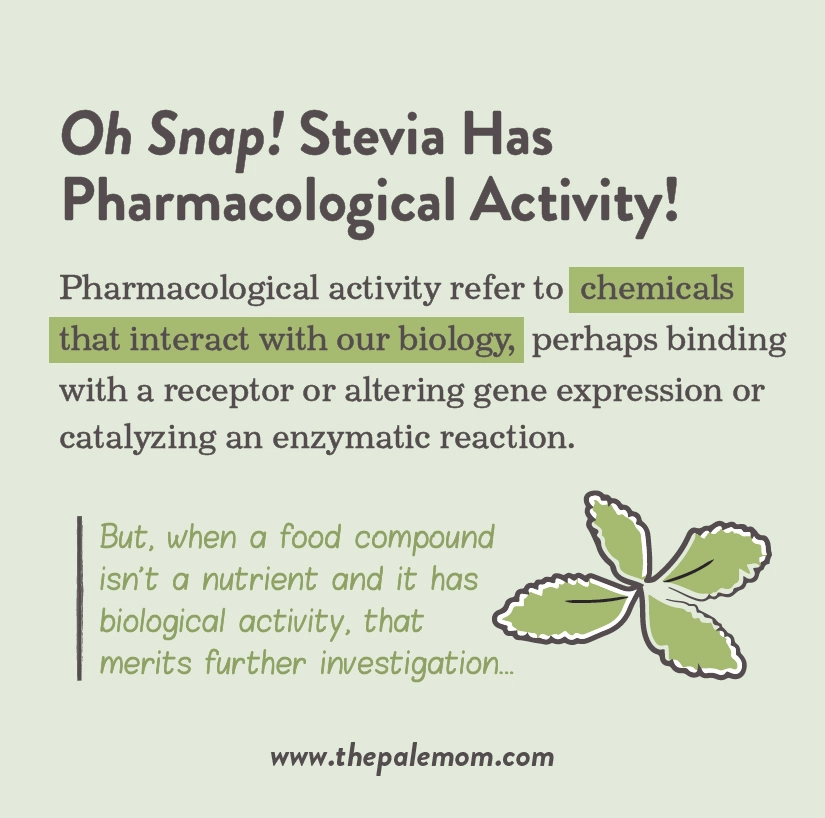 Oh Snap! Stevia Has
Pharmacological Activity!
Pharmacological activity refer to chemicals
that interact with our biology, perhaps binding
with a receptor or altering gene expression or
catalyzing an enzymatic reaction.
But, when a food compound
isn't a nutrient and it has
biological activity, that
merits further investigation...
www.thepalemom.com